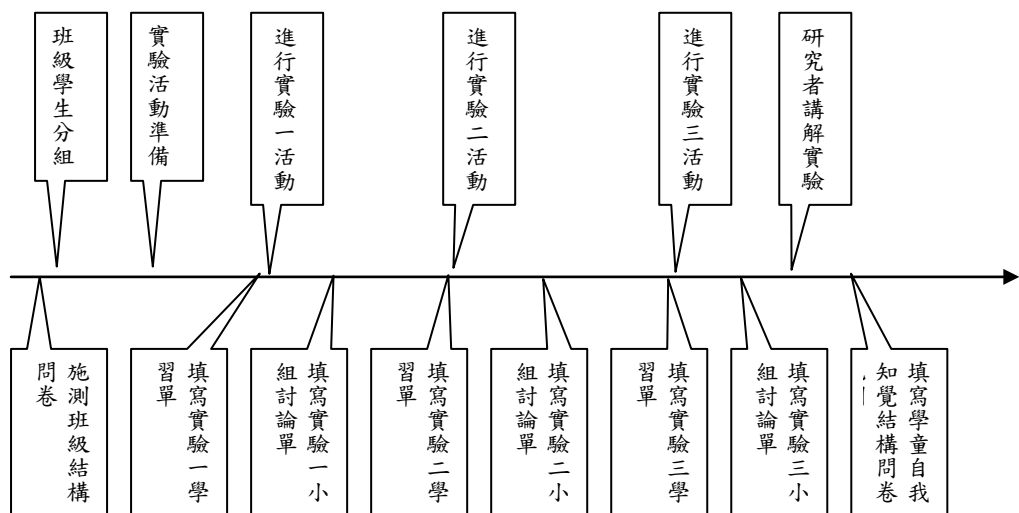 班級學生分組
實驗活動準備
進行實驗一活動
進行實驗二活動
進行實驗三活動
研究者講解實驗
施測班級結構
問卷
填寫實驗一學
習單
填寫實驗一小
組討論單
填寫實驗二學
習單
填寫實驗二小
組討論單
填寫實驗三學
習單
填寫實驗三小
組討論單
填寫學童自我
知覺結構問卷